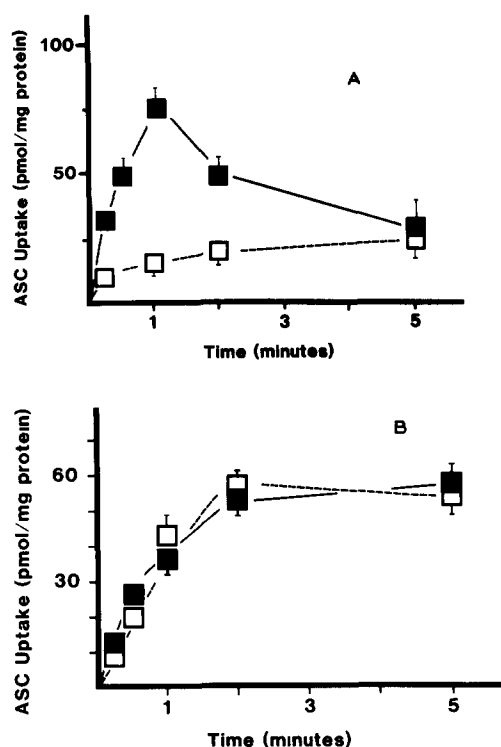 A
100
50
ASC Uptake (pmol/mg protein)
1
3
5
Time (minutes)
B
60
30
ASC Uptake (pmol/mg protein)
1
3
5
Time (minutes)